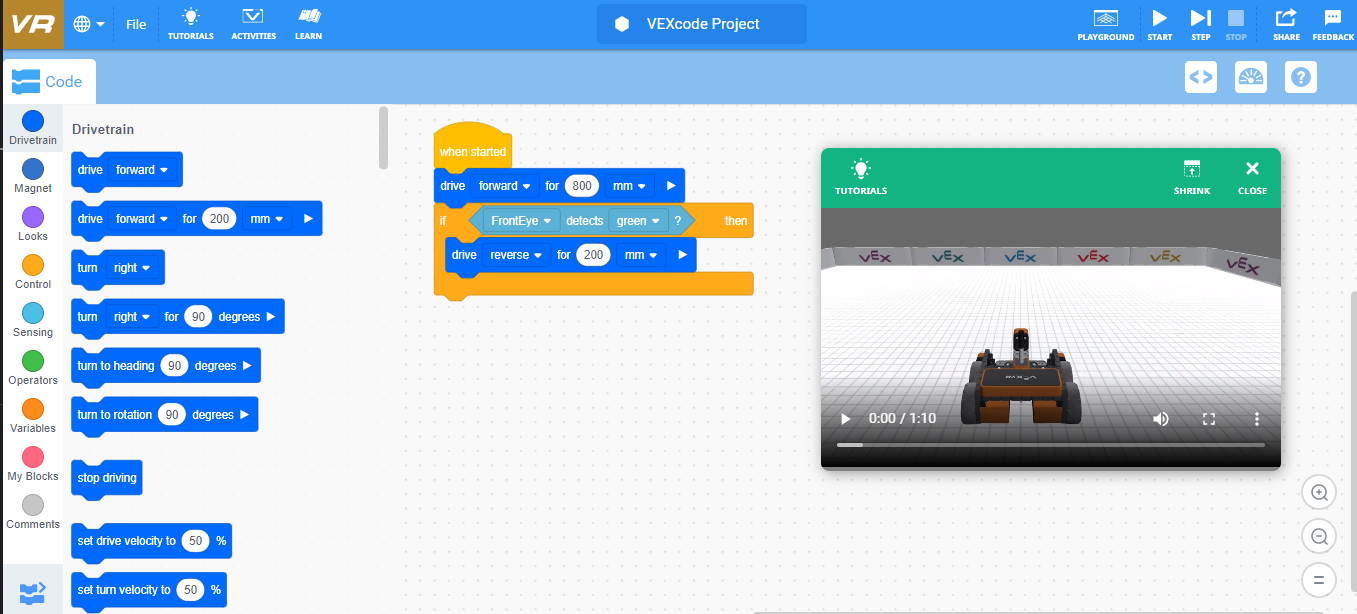 VR
File
TUTORIALS
ACTIVITIES
LEARN
VEXcode Project
PLAYGROUND
START
STEP
STOP
SHARE
FEEDBACK
Code
<>
?
Drivetrain
Magnet
Looks
Control
Sensing
Operators
Variables
My Blocks
Comments
Drivetrain
drive forward
drive forward for 200 mm
turn right
turn right for 90 degrees
turn to heading 90 degrees
turn to rotation 90 degrees
stop driving
set drive velocity to 50 %
set turn velocity to 50 %
when started
drive forward for 800 mm
if FrontEye detects green ? then
drive reverse for 200 mm
TUTORIALS
SHRINK
CLOSE
VEX VEX VEX VEX VEX VEX
0:00 / 1:10